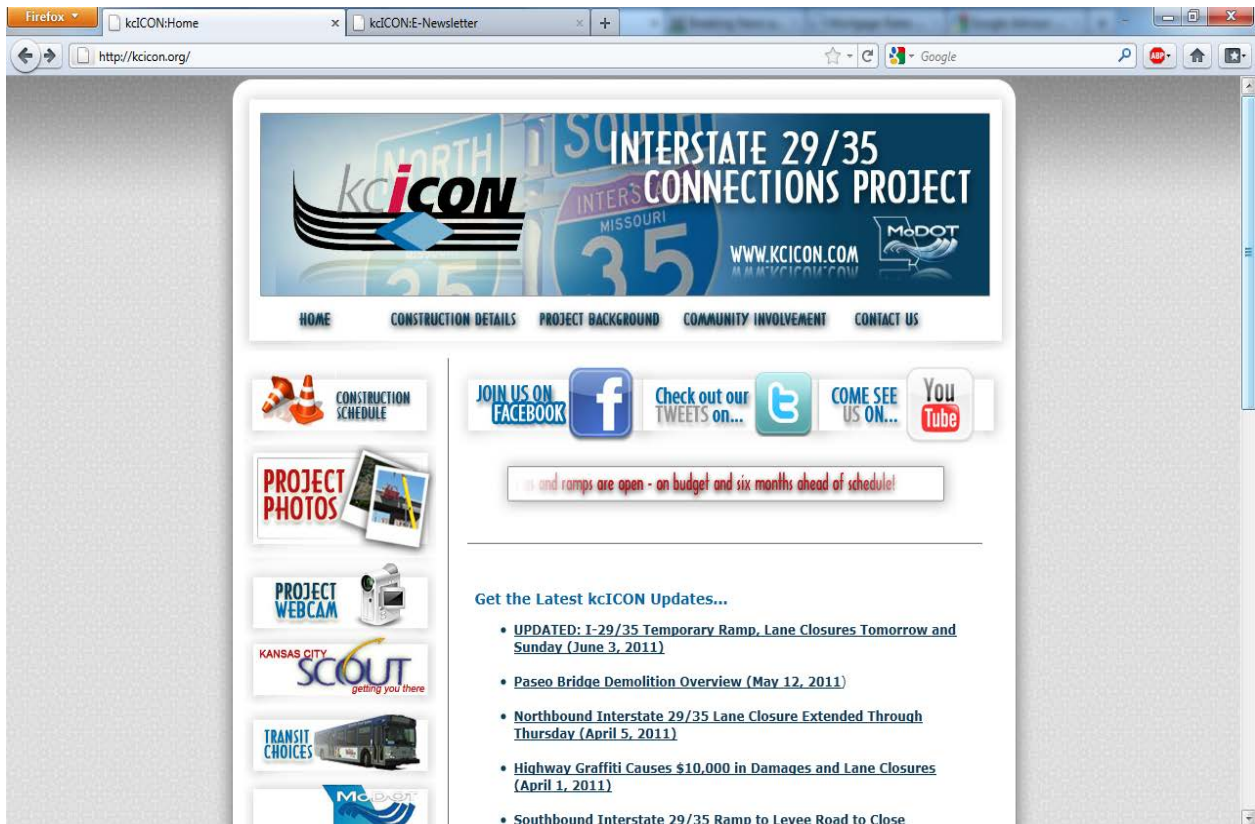 Firefox
kcICON:Home
kcICON:E-Newsletter
http://kcicon.org/
Google
ABP
NORTH
SOUTH
INTERSTATE 29/35
CONNECTIONS PROJECT
kcicon
INTERS
MISSOURI
35
35
MoDOT
WWW.KCICON.COM
HOME
CONSTRUCTION DETAILS
PROJECT BACKGROUND
COMMUNITY INVOLVEMENT
CONTACT US
CONSTRUCTION
SCHEDULE
JOIN US ON
FACEBOOK
Check out our
TWEETS on...
COME SEE
US ON...
You
Tube
PROJECT
PHOTOS
and ramps are open - on budget and six months ahead of schedule!
PROJECT
WEBCAM
KANSAS CITY
SCOUT
getting you there
TRANSIT
CHOICES
MoDOT
Get the Latest kcICON Updates...
• UPDATED: I-29/35 Temporary Ramp, Lane Closures Tomorrow and
Sunday (June 3, 2011)
• Paseo Bridge Demolition Overview (May 12, 2011)
• Northbound Interstate 29/35 Lane Closure Extended Through
Thursday (April 5, 2011)
• Highway Graffiti Causes $10,000 in Damages and Lane Closures
(April 1, 2011)
• Southbound Interstate 29/35 Ramp to Levee Road to Close